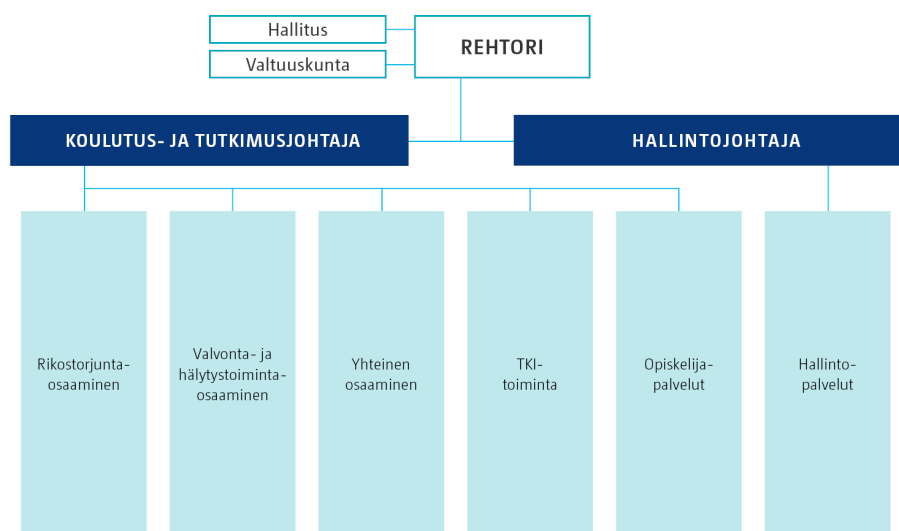 Hallitus
Valtuuskunta
REHTORI
KOULUTUS- JA TUTKIMUSJOHTAJA
HALLINTOJOHTAJA
Rikostorjunta-
osaaminen
Valvonta- ja
hälytystoiminta-
osaaminen
Yhteinen
osaaminen
TKI-
toiminta
Opiskelija-
palvelut
Hallinto-
palvelut